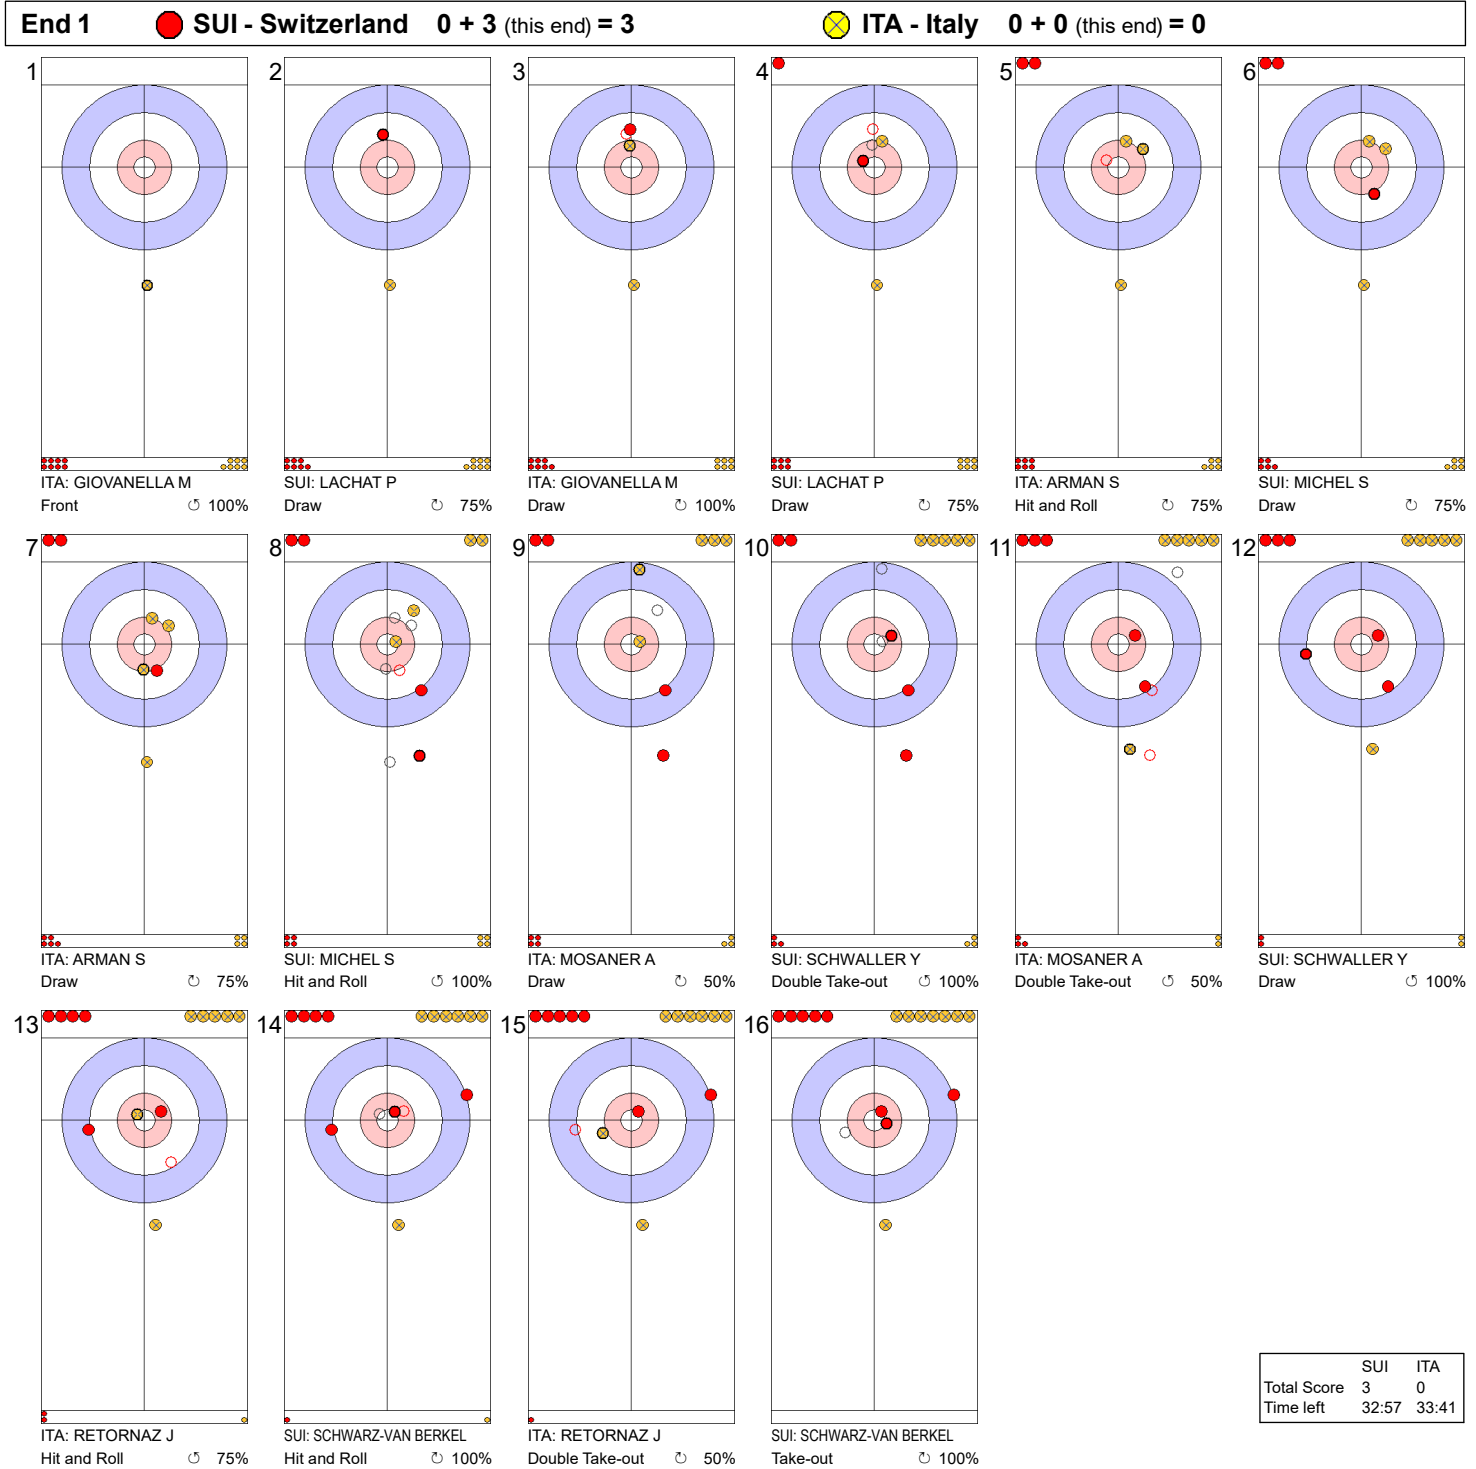 End 1 SUI - Switzerland 0 + 3 (this end) = 3 ITA - Italy 0 + 0 (this end) = 0
1 2 3 4 5 6
ITA: GIOVANELLA M SUI: LACHAT P ITA: GIOVANELLA M SUI: LACHAT P ITA: ARMAN S SUI: MICHEL S
Front ↺ 100% Draw ↻ 75% Draw ↻ 100% Draw ↻ 75% Hit and Roll ↺ 75% Draw ↻ 75%
7 8 9 10 11 12
ITA: ARMAN S SUI: MICHEL S ITA: MOSANER A SUI: SCHWALLER Y ITA: MOSANER A SUI: SCHWALLER Y
Draw ↻ 75% Hit and Roll ↺ 100% Draw ↻ 50% Double Take-out ↺ 100% Double Take-out ↺ 50% Draw ↻ 100%
13 14 15 16
ITA: RETORNAZ J SUI: SCHWARZ-VAN BERKEL ITA: RETORNAZ J SUI: SCHWARZ-VAN BERKEL
Hit and Roll ↺ 75% Hit and Roll ↻ 100% Double Take-out ↻ 50% Take-out ↻ 100%
SUI ITA
Total Score 3 0
Time left 32:57 33:41